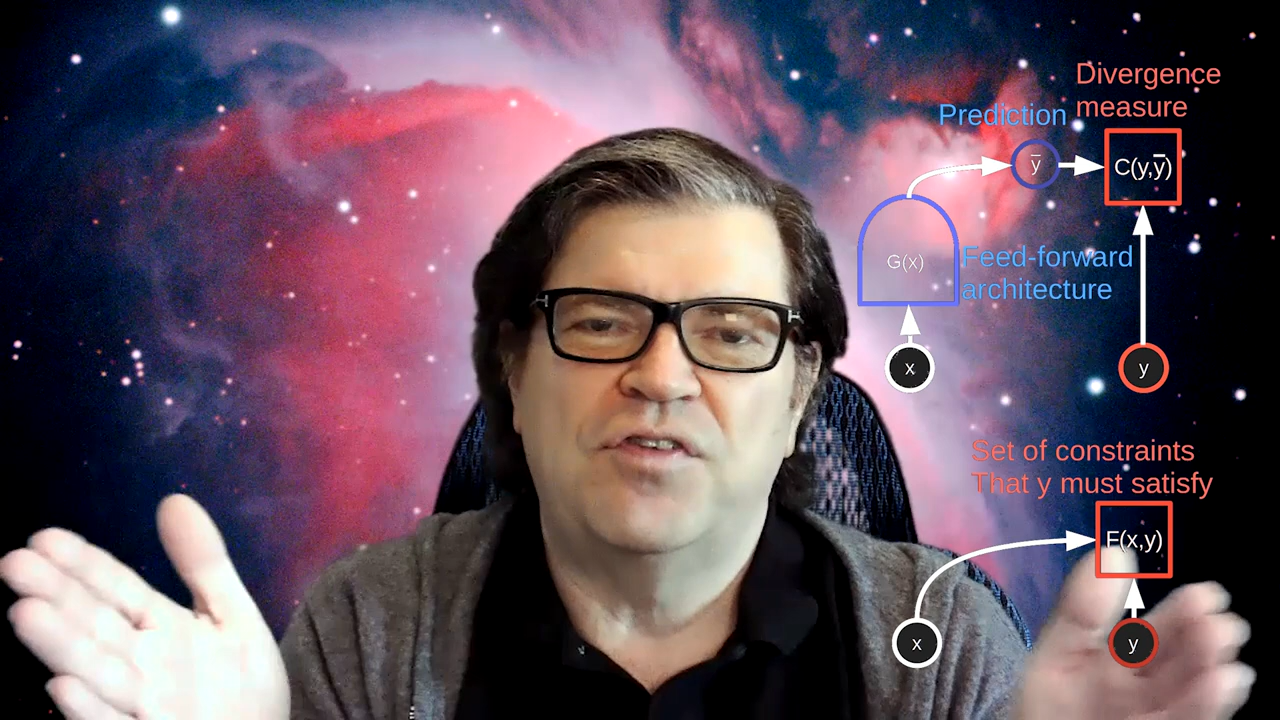 Divergence
measure
Prediction
ȳ
C(y,ȳ)
G(x)
Feed-forward
architecture
x
y
Set of constraints
That y must satisfy
F(x,y)
x
y